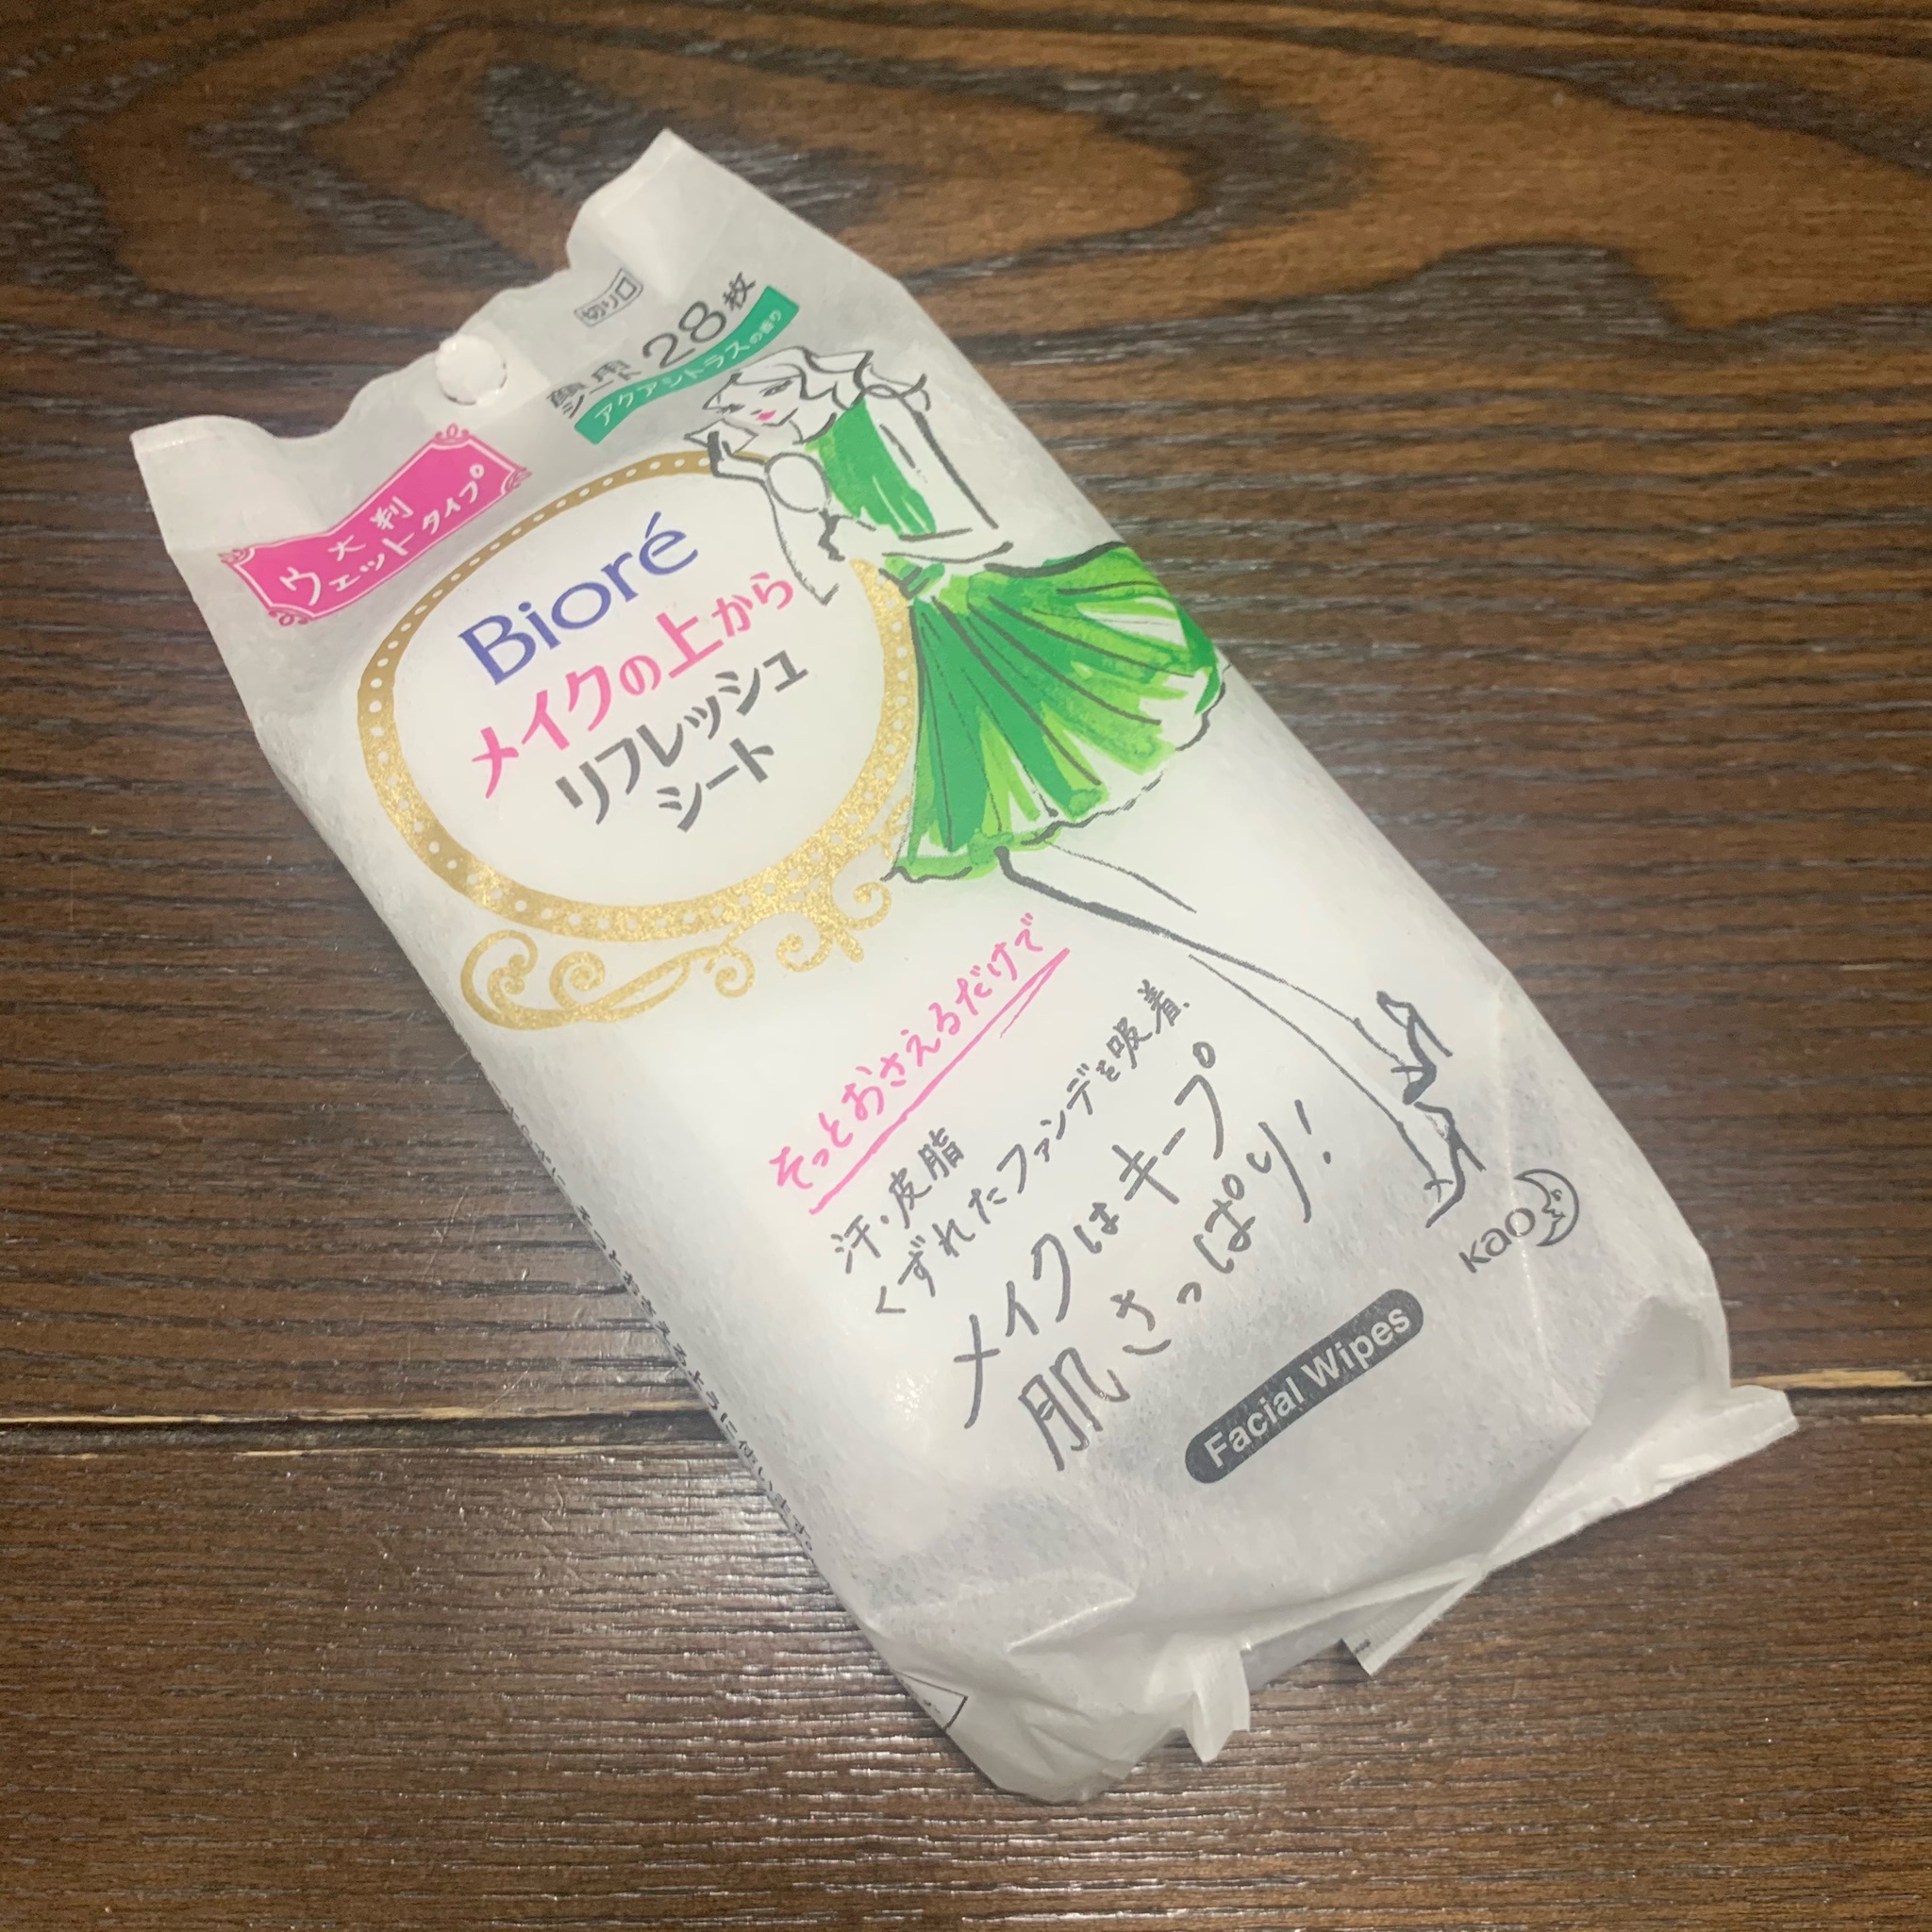 切り口
顔用
シート 28枚
アクアシトラスの香り
大判
ウェットタイプ
Bioré
メイクの上から
リフレッシュ
シート
そっとおさえるだけで
汗・皮脂
くずれたファンデを吸着、
メイクはキープ
肌さっぱり!
Kao
Facial Wipes